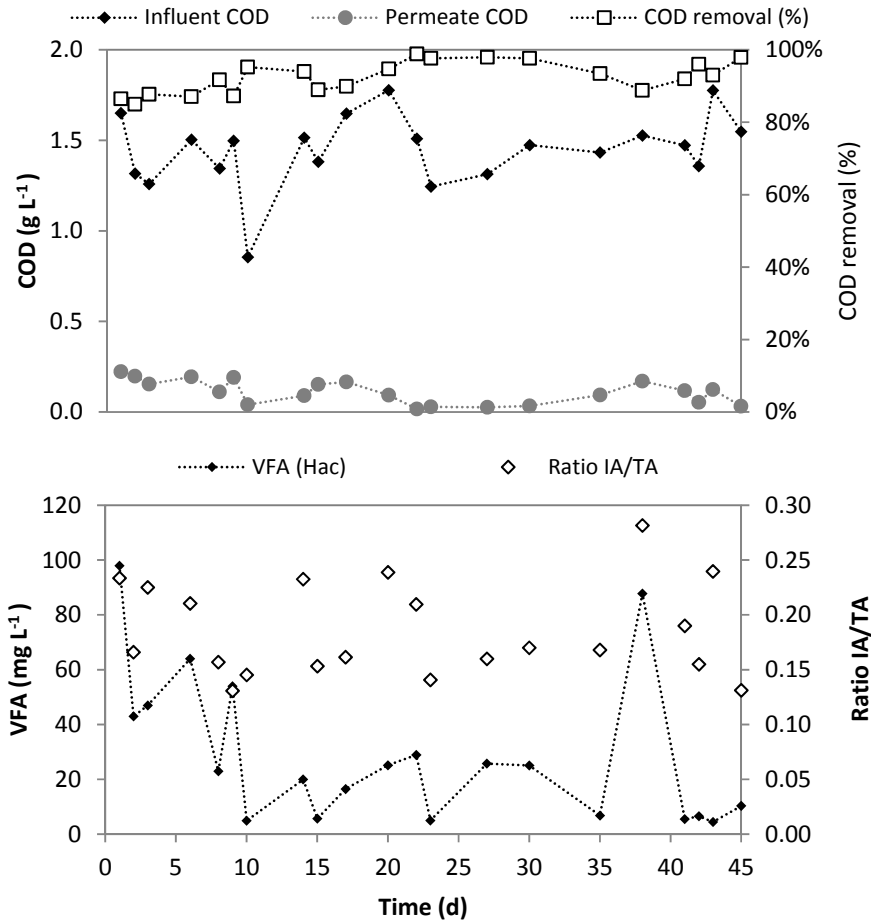 Influent COD Permeate COD COD removal (%)
2.0 100%
1.5 80%
1.0 60%
0.5 40%
0.0 20%
0%
COD (g L⁻¹)
COD removal (%)
VFA (Hac) Ratio IA/TA
120 0.30
100 0.25
80 0.20
60 0.15
40 0.10
20 0.05
0 0.00
VFA (mg L⁻¹)
Ratio IA/TA
0 5 10 15 20 25 30 35 40 45
Time (d)